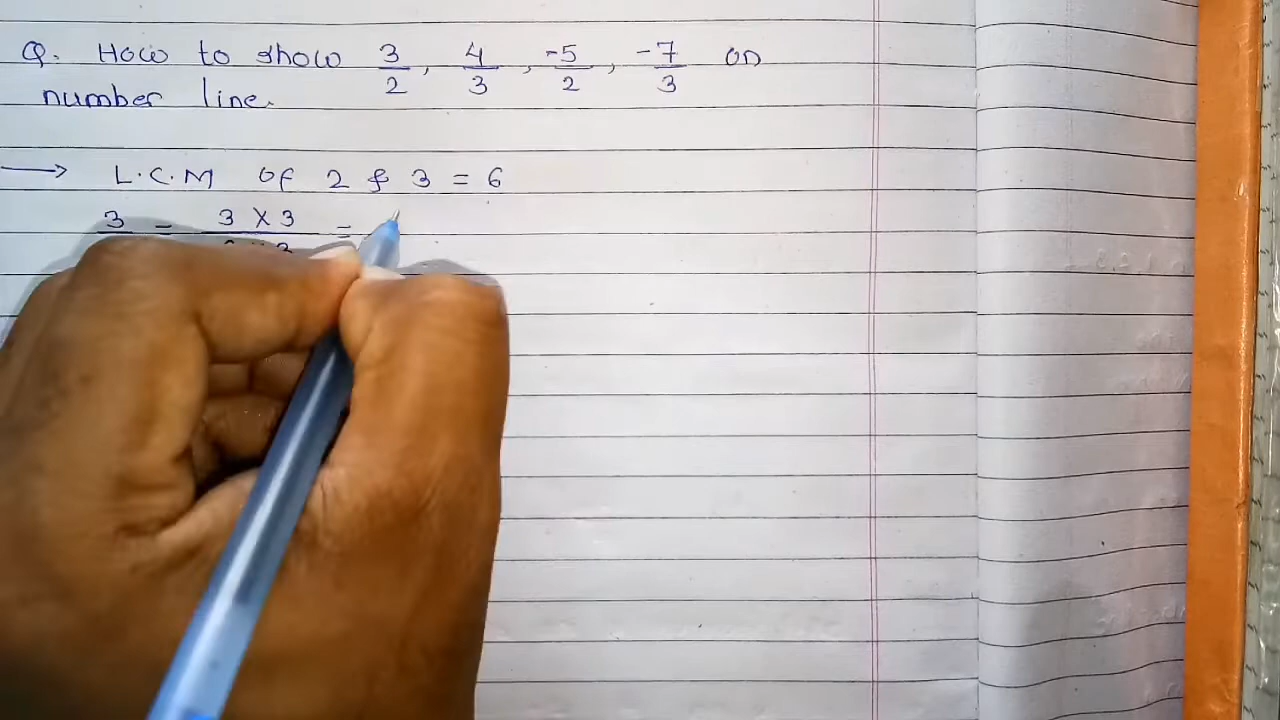 Q. How to show 3/2, 4/3, -5/2, -7/3 on
number line.
→ L.C.M of 2 & 3 = 6
3 = 3 X 3 =